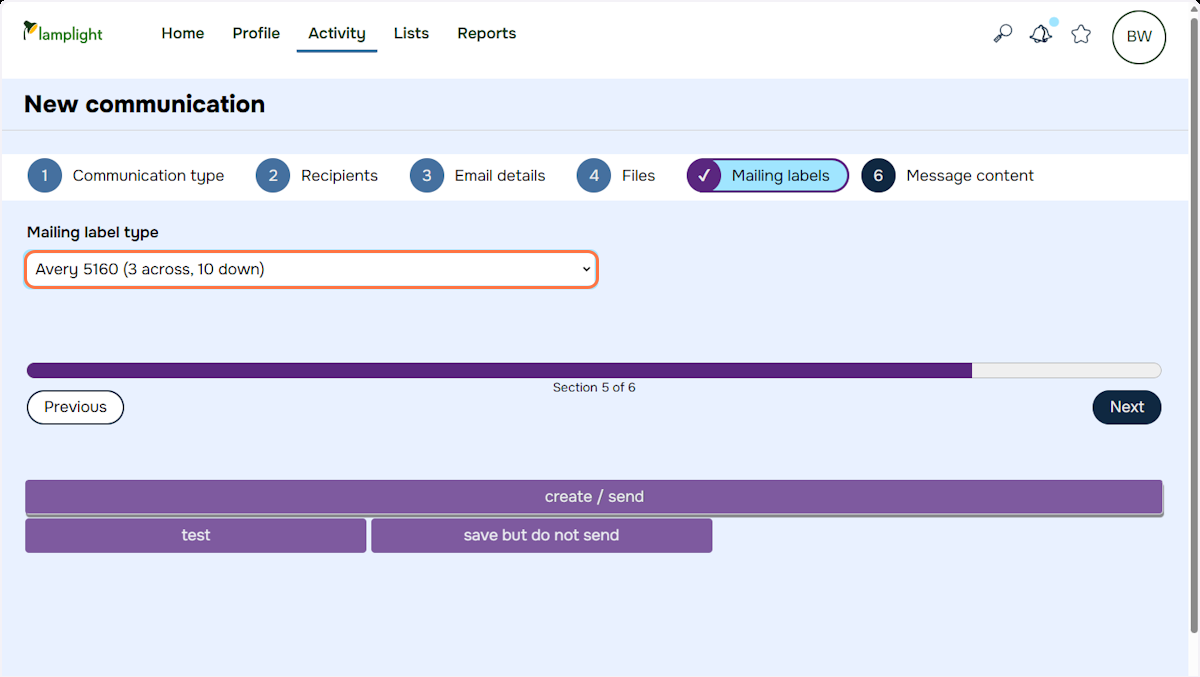 lamplight Home Profile Activity Lists Reports BW
New communication
1 Communication type 2 Recipients 3 Email details 4 Files ✓ Mailing labels 6 Message content
Mailing label type
Avery 5160 (3 across, 10 down)
Section 5 of 6
Previous Next
create / send
test save but do not send